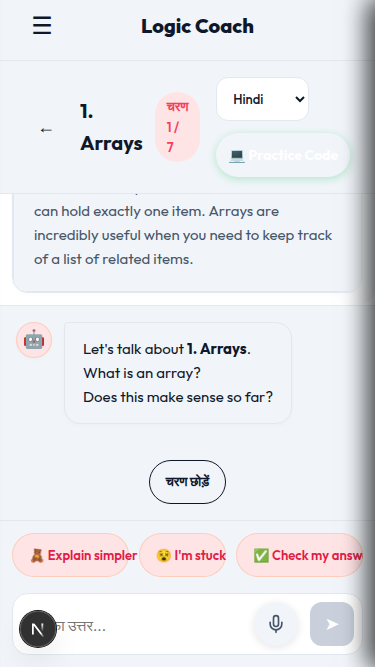 ☰ Logic Coach
← 1. Arrays
चरण 1 / 7
Hindi
💻 Practice Code
can hold exactly one item. Arrays are
incredibly useful when you need to keep track
of a list of related items.
Let's talk about 1. Arrays.
What is an array?
Does this make sense so far?
चरण छोड़ें
🧸 Explain simpler
😵 I'm stuck
✅ Check my answ
N
का उत्तर...